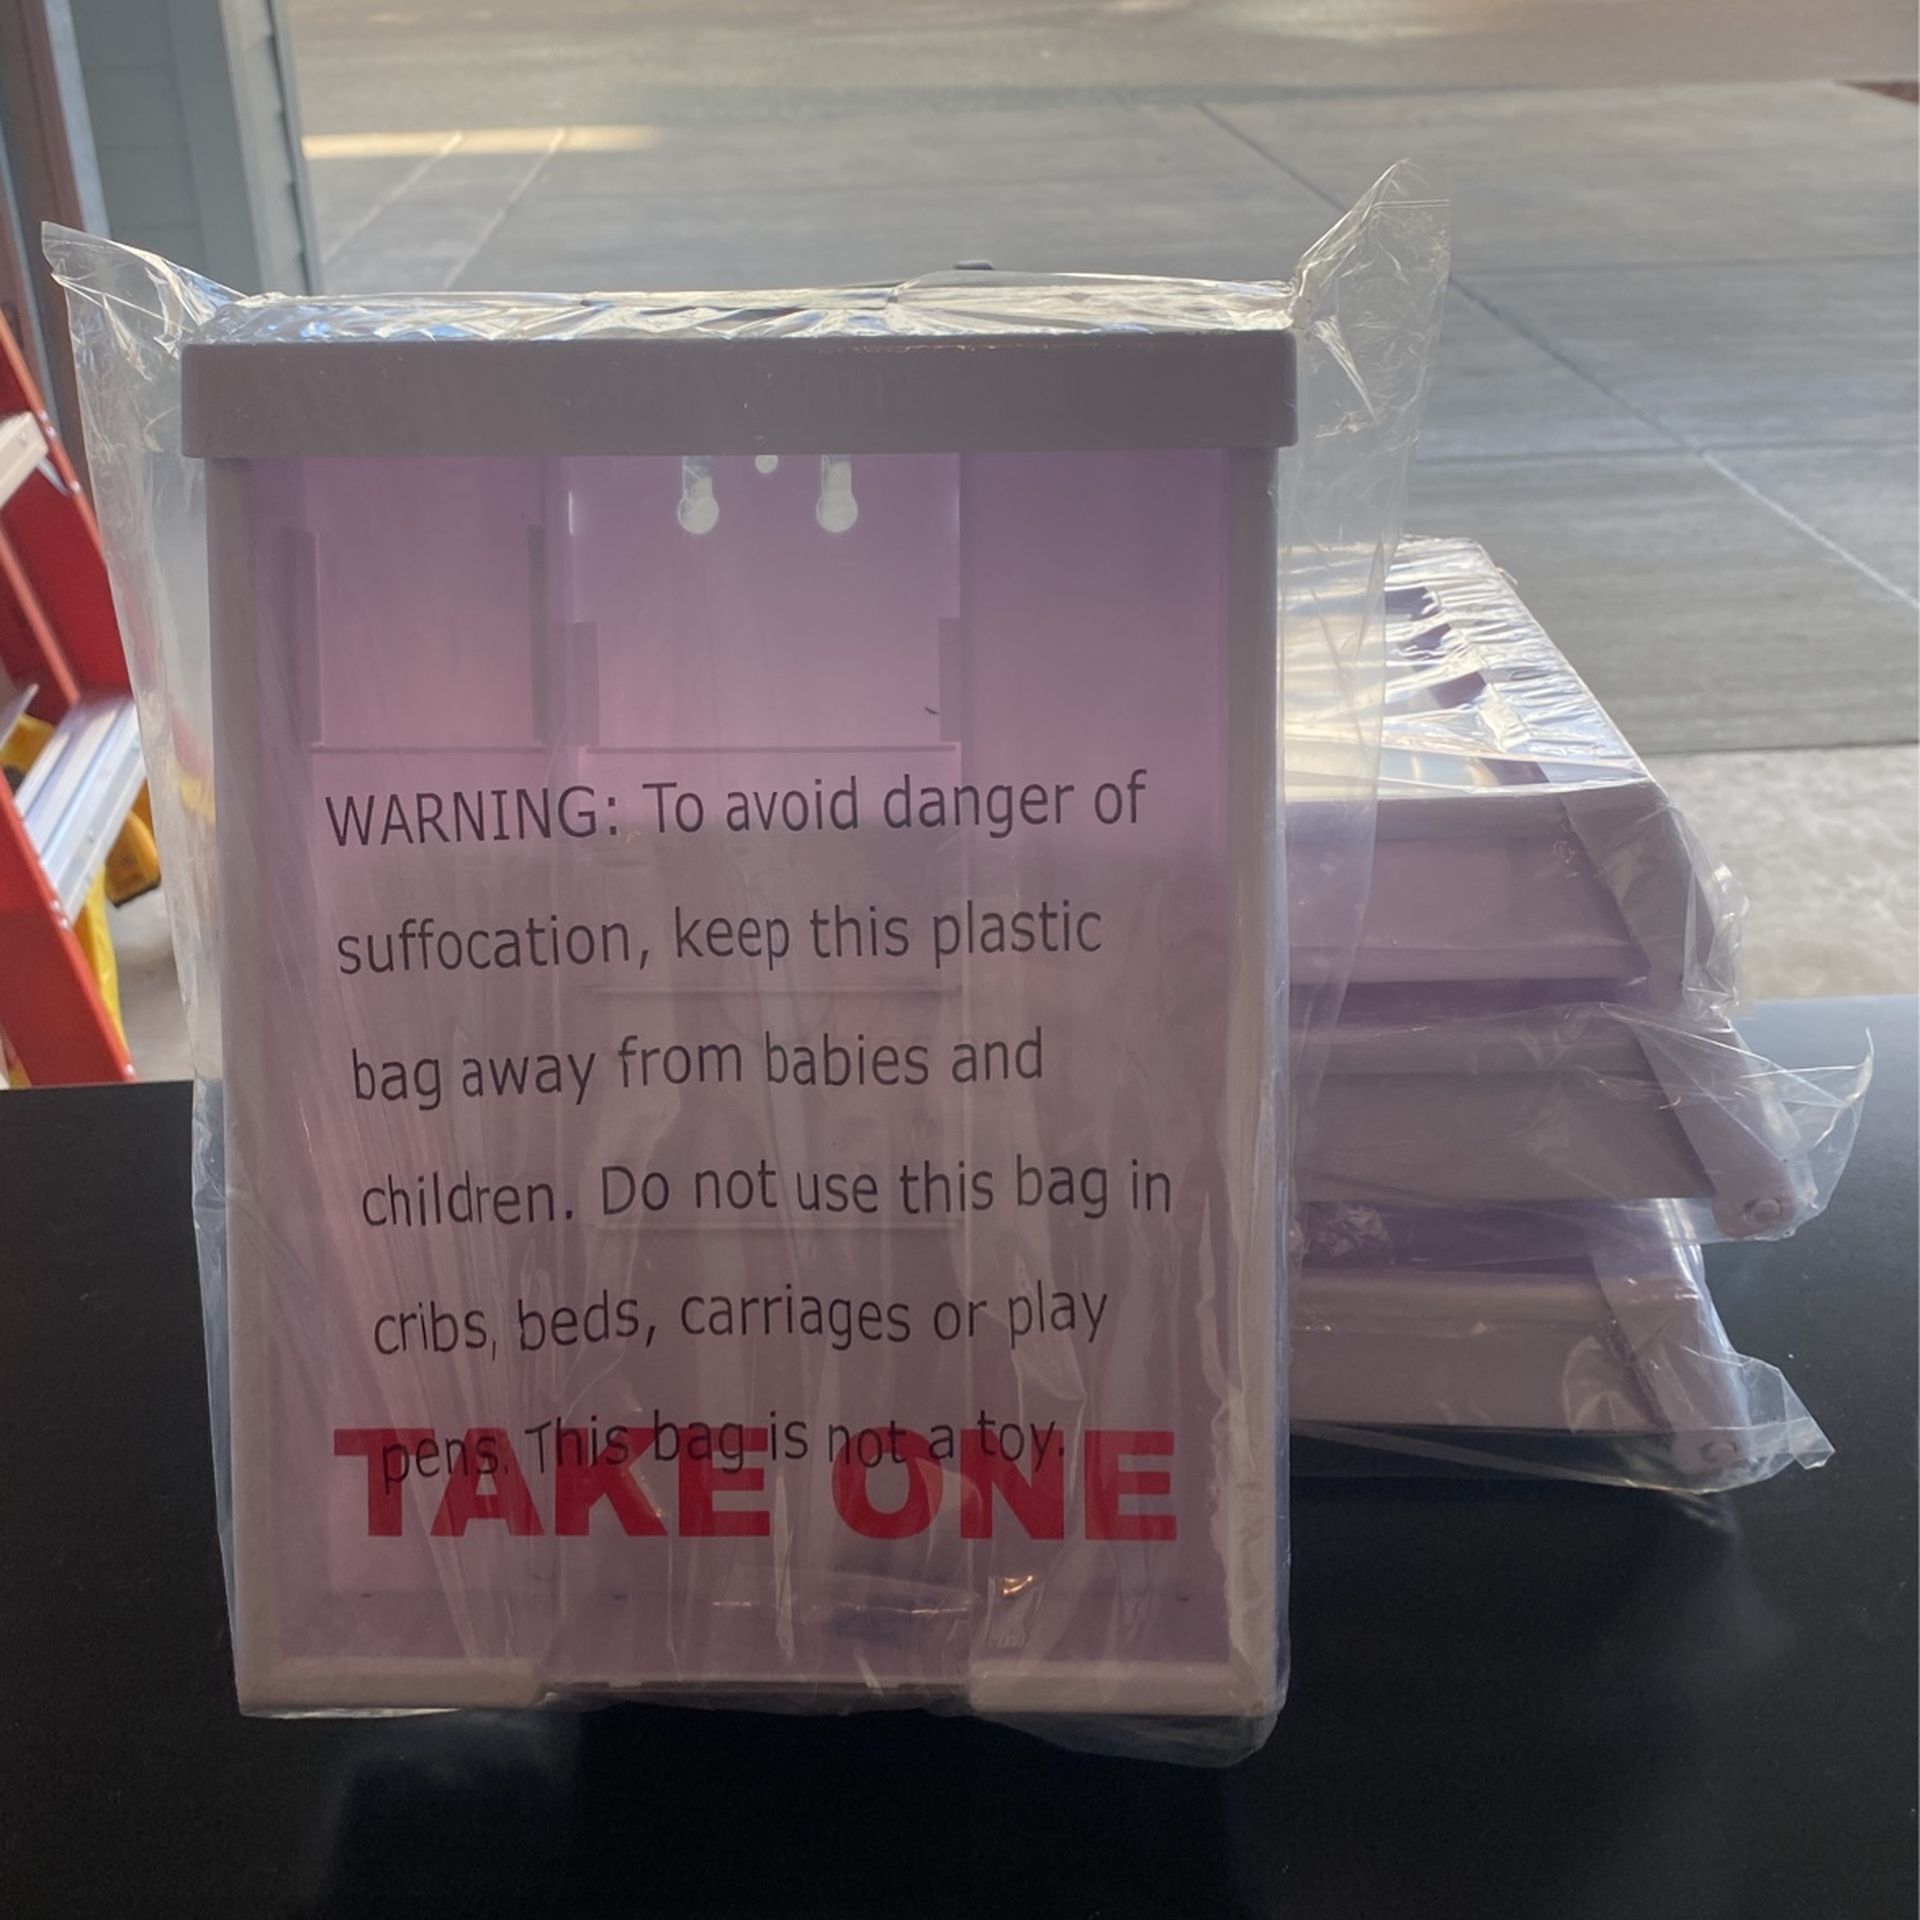 WARNING: To avoid danger of
suffocation, keep this plastic
bag away from babies and
children. Do not use this bag in
cribs, beds, carriages or play
pens. This bag is not a toy.
TAKE ONE